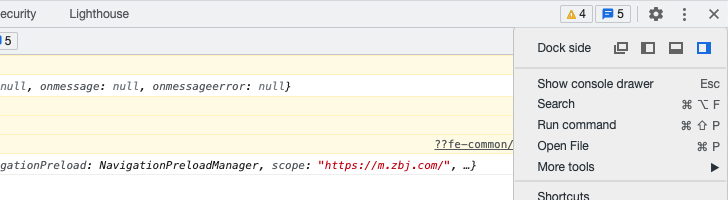 ecurity Lighthouse 4 5
5
Dock side
null, onmessage: null, onmessageerror: null}
Show console drawer Esc
Search ⌘ ⌥ F
Run command ⌘ ⇧ P
??fe-common/
Open File ⌘ P
gationPreload: NavigationPreloadManager, scope: "https://m.zbj.com/", …}
More tools
Shortcuts